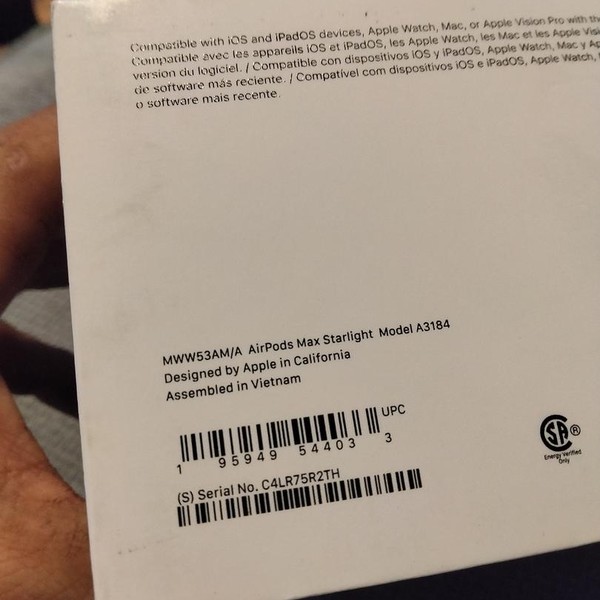 Compatible with iOS and iPadOS devices, Apple Watch, Mac, or Apple Vision Pro with
Compatible avec les appareils iOS et iPadOS, les Apple Watch, les Mac et les Apple
version du logiciel. / Compatible con dispositivos iOS y iPadOS, Apple Watch, Mac y
de software más reciente. / Compatível com dispositivos iOS e iPadOS, Apple Watch,
o software mais recente.
MWW53AM/A AirPods Max Starlight Model A3184
Designed by Apple in California
Assembled in Vietnam
UPC
1 95949 54403 3
(S) Serial No. C4LR75R2TH
SA ®
Energy Verified
Only